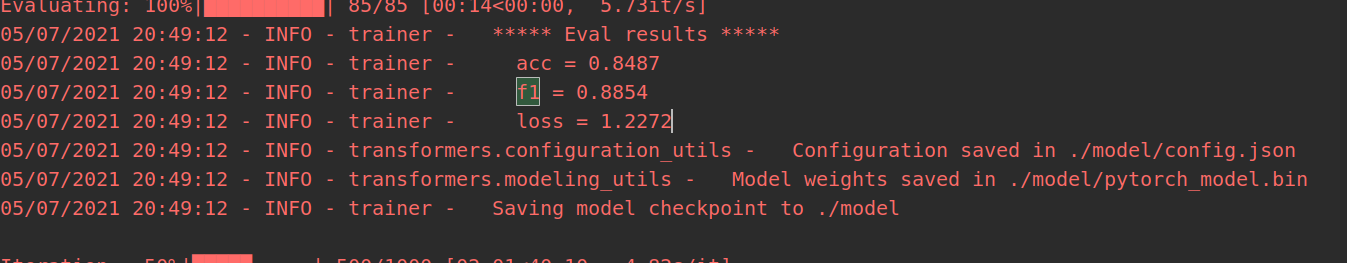 Evaluating: 100%|██████████| 85/85 [00:14<00:00,  5.73it/s]
05/07/2021 20:49:12 - INFO - trainer -   ***** Eval results *****
05/07/2021 20:49:12 - INFO - trainer -     acc = 0.8487
05/07/2021 20:49:12 - INFO - trainer -     f1 = 0.8854
05/07/2021 20:49:12 - INFO - trainer -     loss = 1.2272
05/07/2021 20:49:12 - INFO - transformers.configuration_utils -   Configuration saved in ./model/config.json
05/07/2021 20:49:12 - INFO - transformers.modeling_utils -   Model weights saved in ./model/pytorch_model.bin
05/07/2021 20:49:12 - INFO - trainer -   Saving model checkpoint to ./model
50%|█████     | 500/1000